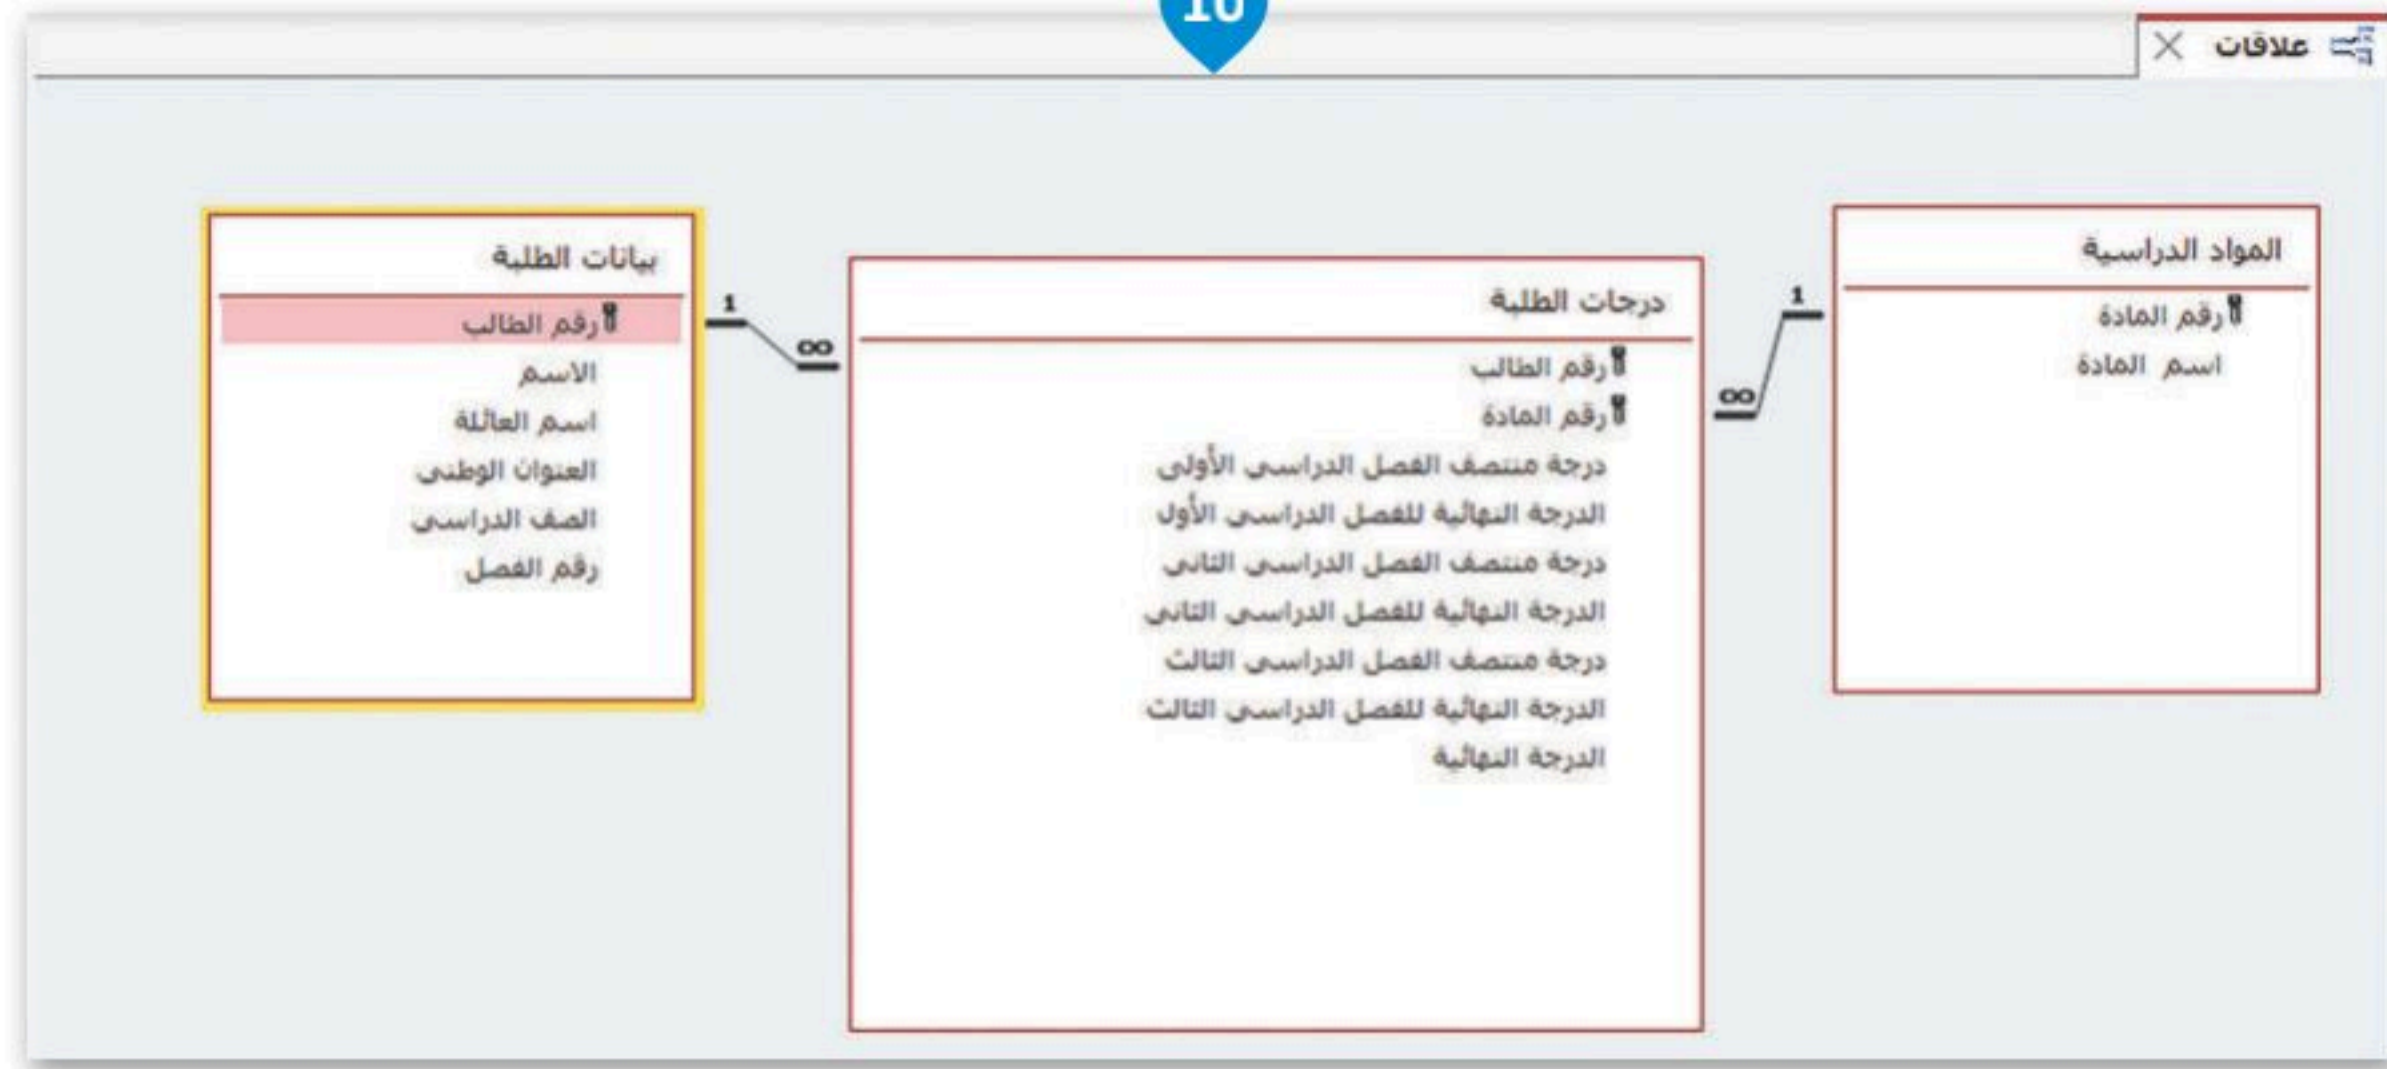 10
علاقات
المواد الدراسية
رقم المادة
اسم المادة
1
∞
درجات الطلبة
رقم الطالب
رقم المادة
درجة منتصف الفصل الدراسي الأولى
الدرجة النهائية للفصل الدراسي الأول
درجة منتصف الفصل الدراسي الثاني
الدرجة النهائية للفصل الدراسي الثاني
درجة منتصف الفصل الدراسي الثالث
الدرجة النهائية للفصل الدراسي الثالث
الدرجة النهائية
1
∞
بيانات الطلبة
رقم الطالب
الاسم
اسم العائلة
العنوان الوطني
الصف الدراسي
رقم الفصل